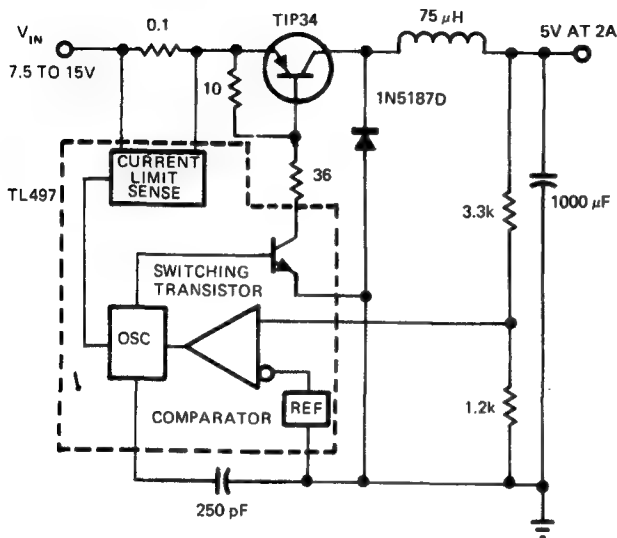 V_IN
7.5 TO 15V
0.1
TIP34
75 μH
5V AT 2A
10
1N5187D
CURRENT
LIMIT
SENSE
TL497
36
3.3k
1000 μF
SWITCHING
TRANSISTOR
OSC
COMPARATOR
REF
1.2k
250 pF